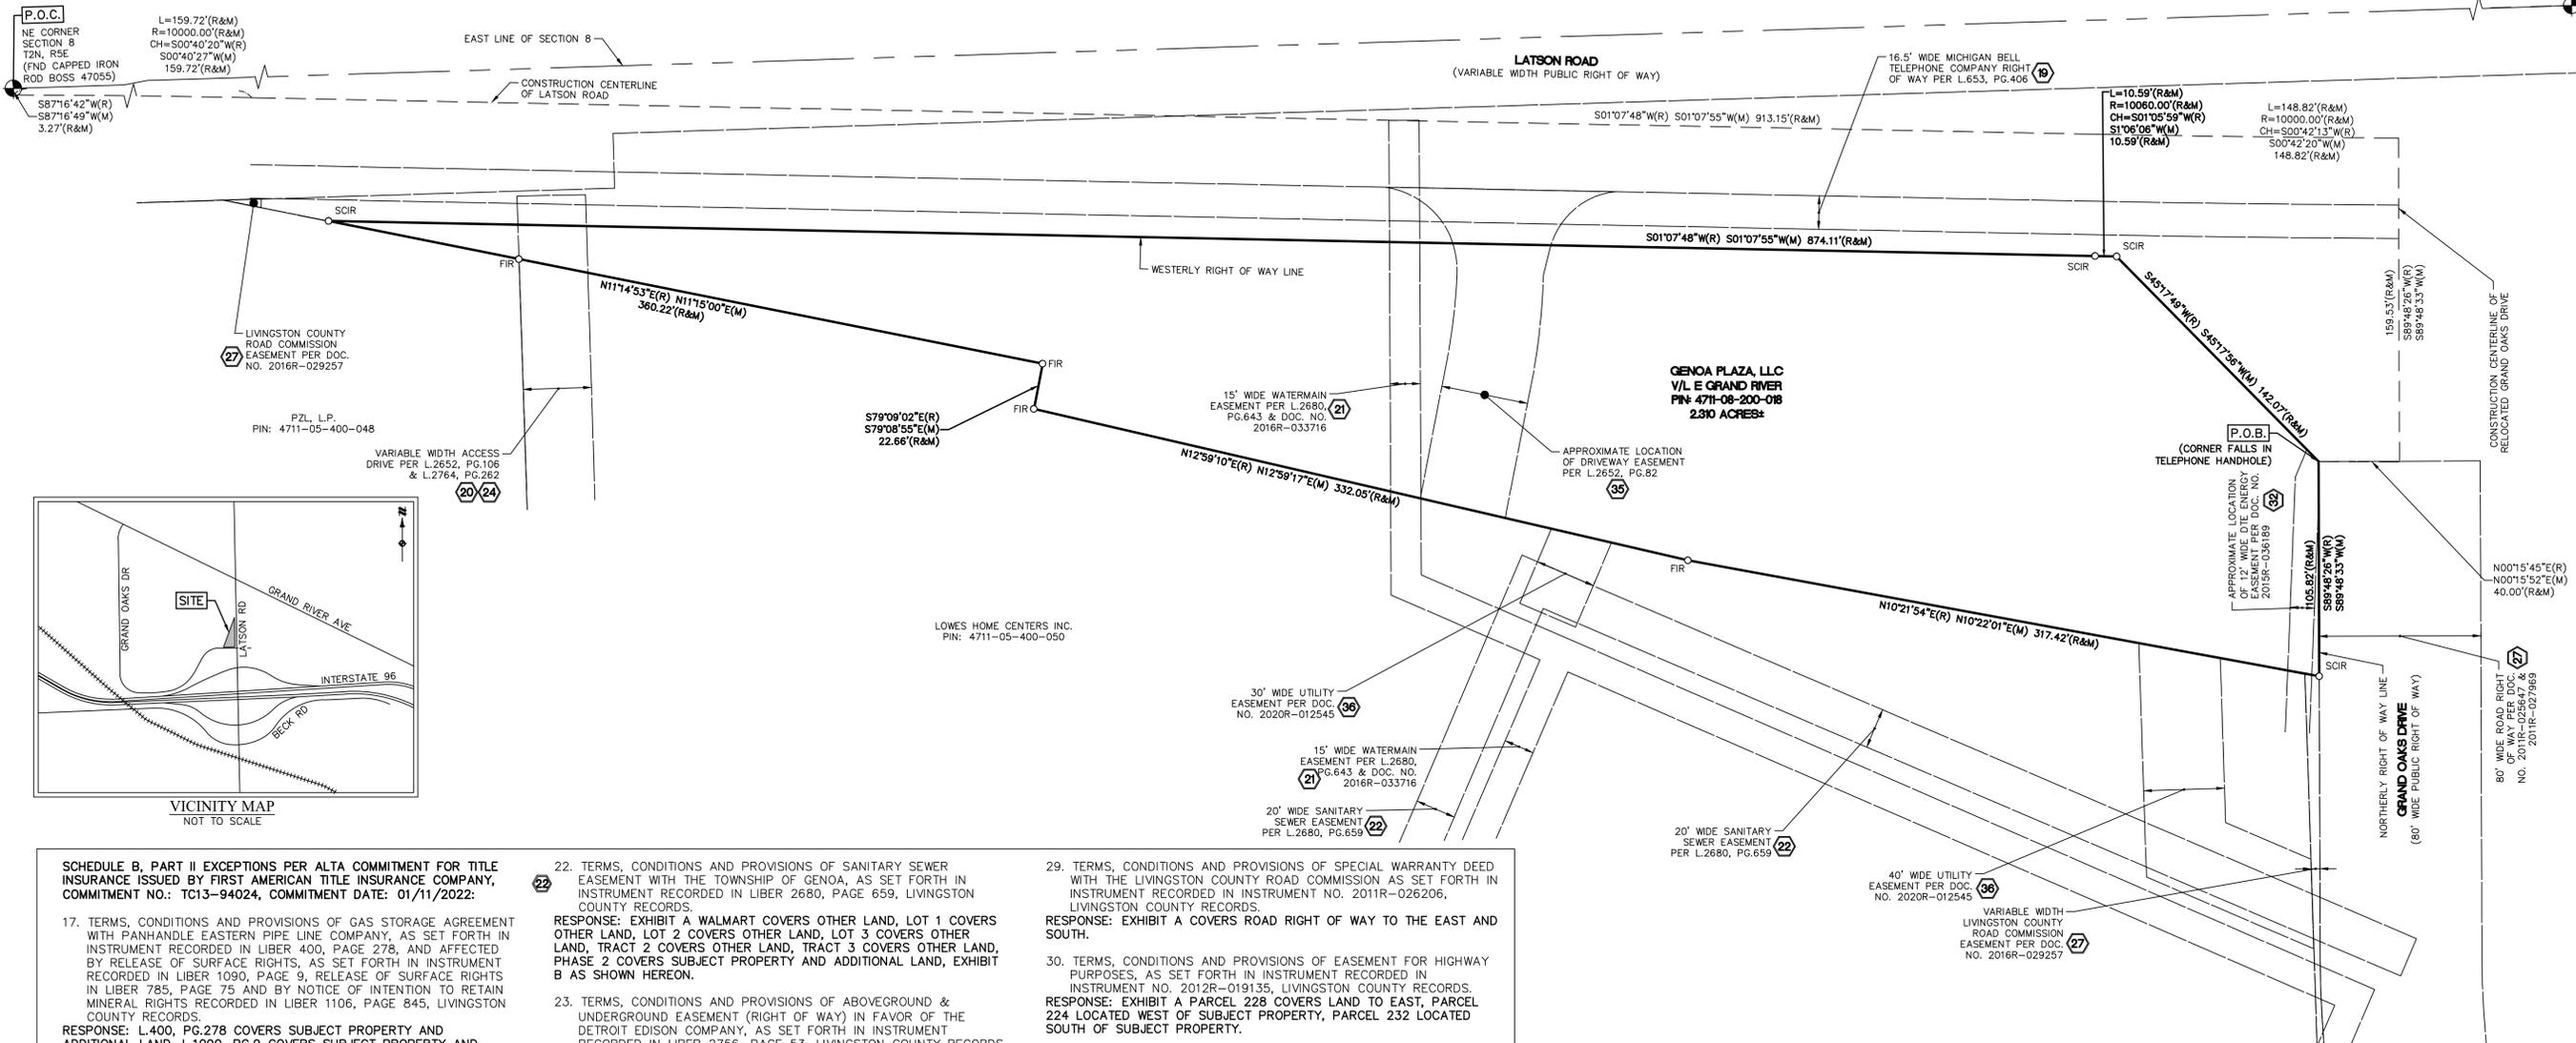 P.O.C.
NE CORNER
SECTION 8
T2N, R5E
(FND CAPPED IRON
ROD BOSS 47055)
L=159.72'(R&M)
R=10000.00'(R&M)
CH=S00°40'20"W(R)
S00°40'27"W(M)
159.72'(R&M)
S87°16'42"W(R)
S87°16'49"W(M)
3.27'(R&M)
EAST LINE OF SECTION 8
CONSTRUCTION CENTERLINE
OF LATSON ROAD
LATSON ROAD
(VARIABLE WIDTH PUBLIC RIGHT OF WAY)
16.5' WIDE MICHIGAN BELL
TELEPHONE COMPANY RIGHT
OF WAY PER L.653, PG.406
19
S01°07'48"W(R) S01°07'55"W(M) 913.15'(R&M)
L=10.59'(R&M)
R=10060.00'(R&M)
CH=S01°05'59"W(R)
S1°06'06"W(M)
10.59'(R&M)
L=148.82'(R&M)
R=10000.00'(R&M)
CH=S00°42'13"W(R)
S00°42'20"W(M)
148.82'(R&M)
SCIR
FIR
N11°14'53"E(R) N11°15'00"E(M)
360.22'(R&M)
WESTERLY RIGHT OF WAY LINE
S01°07'48"W(R) S01°07'55"W(M) 874.11'(R&M)
SCIR
SCIR
S45°17'49"W(R) S45°17'56"W(M) 142.07'(R&M)
159.53'(R&M)
S89°48'26"W(R)
S89°48'33"W(M)
CONSTRUCTION CENTERLINE OF
RELOCATED GRAND OAKS DRIVE
LIVINGSTON COUNTY
ROAD COMMISSION
EASEMENT PER DOC.
NO. 2016R-029257
27
PZL, L.P.
PIN: 4711-05-400-048
VARIABLE WIDTH ACCESS
DRIVE PER L.2652, PG.106
& L.2764, PG.262
20 24
FIR
FIR
S79°09'02"E(R)
S79°08'55"E(M)
22.66'(R&M)
15' WIDE WATERMAIN
EASEMENT PER L.2680,
PG.643 & DOC. NO.
2016R-033716
21
GENOA PLAZA, LLC
V/L E GRAND RIVER
PIN: 4711-08-200-018
2.310 ACRES±
APPROXIMATE LOCATION
OF DRIVEWAY EASEMENT
PER L.2652, PG.82
35
N12°59'10"E(R) N12°59'17"E(M) 332.05'(R&M)
P.O.B.
(CORNER FALLS IN
TELEPHONE HANDHOLE)
APPROXIMATE LOCATION
OF 12' WIDE DTE ENERGY
EASEMENT PER DOC. NO.
2015R-036189
32
105.82'(R&M)
S89°48'26"W(R)
S89°48'33"W(M)
N00°15'45"E(R)
N00°15'52"E(M)
40.00'(R&M)
FIR
N10°21'54"E(R) N10°22'01"E(M) 317.42'(R&M)
SCIR
LOWES HOME CENTERS INC.
PIN: 4711-05-400-050
30' WIDE UTILITY
EASEMENT PER DOC.
NO. 2020R-012545
36
15' WIDE WATERMAIN
EASEMENT PER L.2680,
PG.643 & DOC. NO.
2016R-033716
21
20' WIDE SANITARY
SEWER EASEMENT
PER L.2680, PG.659
22
20' WIDE SANITARY
SEWER EASEMENT
PER L.2680, PG.659
22
40' WIDE UTILITY
EASEMENT PER DOC.
NO. 2020R-012545
36
VARIABLE WIDTH
LIVINGSTON COUNTY
ROAD COMMISSION
EASEMENT PER DOC.
NO. 2016R-029257
27
NORTHERLY RIGHT OF WAY LINE
GRAND OAKS DRIVE
(80' WIDE PUBLIC RIGHT OF WAY)
80' WIDE ROAD RIGHT
OF WAY PER DOC.
NO. 2011R-025647 &
2011R-027969
27
GRAND OAKS DR
SITE
LATSON RD
GRAND RIVER AVE
INTERSTATE 96
BECK RD
VICINITY MAP
NOT TO SCALE
SCHEDULE B, PART II EXCEPTIONS PER ALTA COMMITMENT FOR TITLE
INSURANCE ISSUED BY FIRST AMERICAN TITLE INSURANCE COMPANY,
COMMITMENT NO.: TC13-94024, COMMITMENT DATE: 01/11/2022:
17. TERMS, CONDITIONS AND PROVISIONS OF GAS STORAGE AGREEMENT
WITH PANHANDLE EASTERN PIPE LINE COMPANY, AS SET FORTH IN
INSTRUMENT RECORDED IN LIBER 400, PAGE 278, AND AFFECTED
BY RELEASE OF SURFACE RIGHTS, AS SET FORTH IN INSTRUMENT
RECORDED IN LIBER 1090, PAGE 9, RELEASE OF SURFACE RIGHTS
IN LIBER 785, PAGE 75 AND BY NOTICE OF INTENTION TO RETAIN
MINERAL RIGHTS RECORDED IN LIBER 1106, PAGE 845, LIVINGSTON
COUNTY RECORDS.
RESPONSE: L.400, PG.278 COVERS SUBJECT PROPERTY AND
ADDITIONAL LAND, L.1090, PG.9 COVERS SUBJECT PROPERTY AND
22
22. TERMS, CONDITIONS AND PROVISIONS OF SANITARY SEWER
EASEMENT WITH THE TOWNSHIP OF GENOA, AS SET FORTH IN
INSTRUMENT RECORDED IN LIBER 2680, PAGE 659, LIVINGSTON
COUNTY RECORDS.
RESPONSE: EXHIBIT A WALMART COVERS OTHER LAND, LOT 1 COVERS
OTHER LAND, LOT 2 COVERS OTHER LAND, LOT 3 COVERS OTHER
LAND, TRACT 2 COVERS OTHER LAND, TRACT 3 COVERS OTHER LAND,
PHASE 2 COVERS SUBJECT PROPERTY AND ADDITIONAL LAND, EXHIBIT
B AS SHOWN HEREON.
23. TERMS, CONDITIONS AND PROVISIONS OF ABOVEGROUND &
UNDERGROUND EASEMENT (RIGHT OF WAY) IN FAVOR OF THE
DETROIT EDISON COMPANY, AS SET FORTH IN INSTRUMENT
RECORDED IN LIBER 2756, PAGE 53, LIVINGSTON COUNTY RECORDS
29. TERMS, CONDITIONS AND PROVISIONS OF SPECIAL WARRANTY DEED
WITH THE LIVINGSTON COUNTY ROAD COMMISSION AS SET FORTH IN
INSTRUMENT RECORDED IN INSTRUMENT NO. 2011R-026206,
LIVINGSTON COUNTY RECORDS.
RESPONSE: EXHIBIT A COVERS ROAD RIGHT OF WAY TO THE EAST AND
SOUTH.
30. TERMS, CONDITIONS AND PROVISIONS OF EASEMENT FOR HIGHWAY
PURPOSES, AS SET FORTH IN INSTRUMENT RECORDED IN
INSTRUMENT NO. 2012R-019135, LIVINGSTON COUNTY RECORDS.
RESPONSE: EXHIBIT A PARCEL 228 COVERS LAND TO EAST, PARCEL
224 LOCATED WEST OF SUBJECT PROPERTY, PARCEL 232 LOCATED
SOUTH OF SUBJECT PROPERTY.